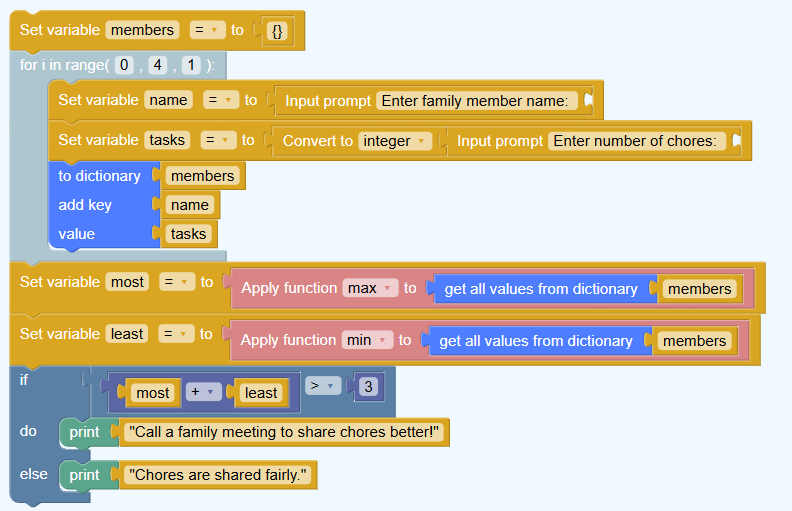 Set variable members = to {}
for i in range( 0 , 4 , 1 ):
Set variable name = to Input prompt Enter family member name:
Set variable tasks = to Convert to integer Input prompt Enter number of chores:
to dictionary members
add key name
value tasks
Set variable most = to Apply function max to get all values from dictionary members
Set variable least = to Apply function min to get all values from dictionary members
if most + least > 3
do print "Call a family meeting to share chores better!"
else print "Chores are shared fairly."